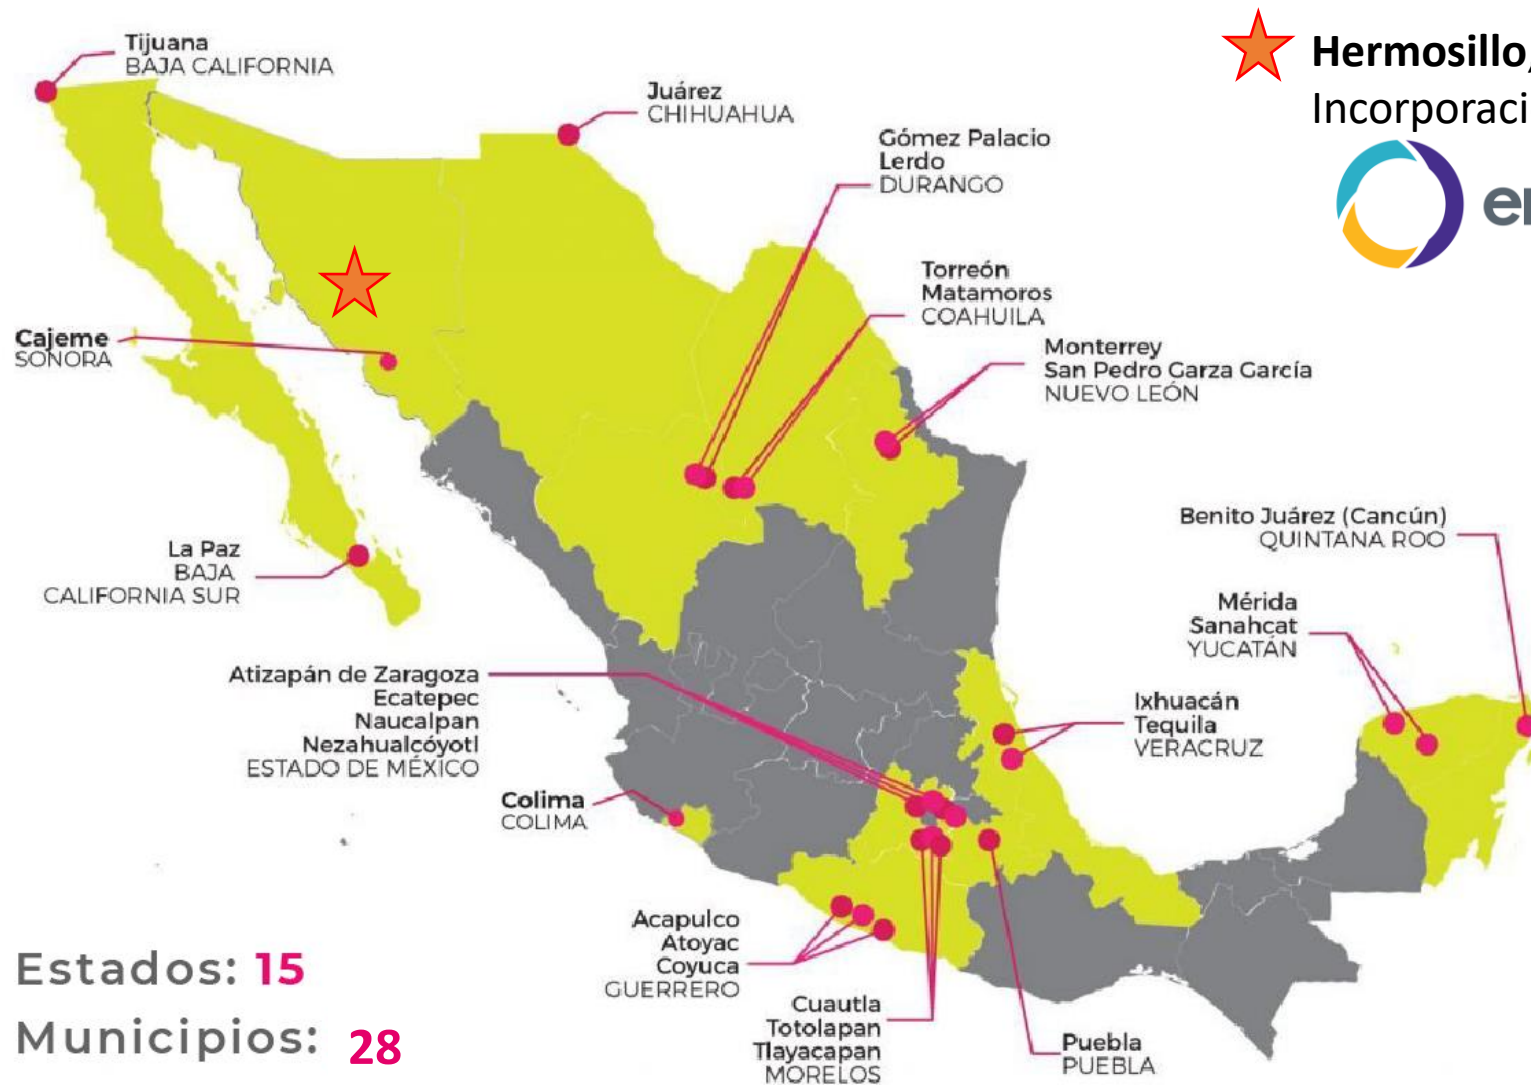 Tijuana
BAJA CALIFORNIA
Juárez
CHIHUAHUA
Hermosillo,
Gómez Palacio
Lerdo
DURANGO
Torreón
Matamoros
COAHUILA
Monterrey
San Pedro Garza García
NUEVO LEÓN
Cajeme
SONORA
La Paz
BAJA
CALIFORNIA SUR
Benito Juárez (Cancún)
QUINTANA ROO
Mérida
Sanahcat
YUCATÁN
Atizapán de Zaragoza
Ecatepec
Naucalpan
Nezahualcóyotl
ESTADO DE MÉXICO
Ixhuacán
Tequila
VERACRUZ
Colima
COLIMA
Acapulco
Atoyac
Coyuca
GUERRERO
Cuautla
Totolapan
Tlayacapan
MORELOS
Puebla
PUEBLA
Estados: 15
Municipios: 28